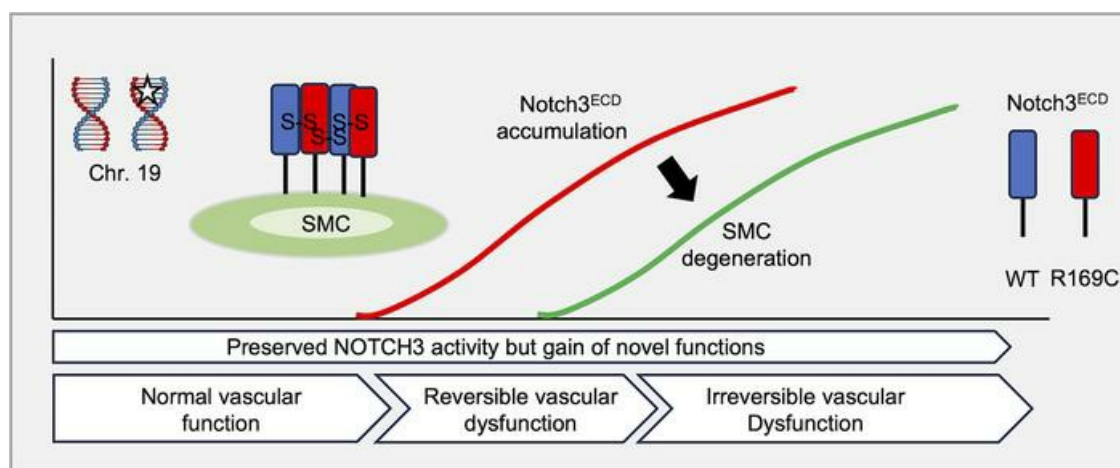 Chr. 19
S-S
S-S
S-S
SMC
Notch3ᴱᶜᴰ
accumulation
SMC
degeneration
Notch3ᴱᶜᴰ
WT R169C
Preserved NOTCH3 activity but gain of novel functions
Normal vascular
function
Reversible vascular
dysfunction
Irreversible vascular
Dysfunction